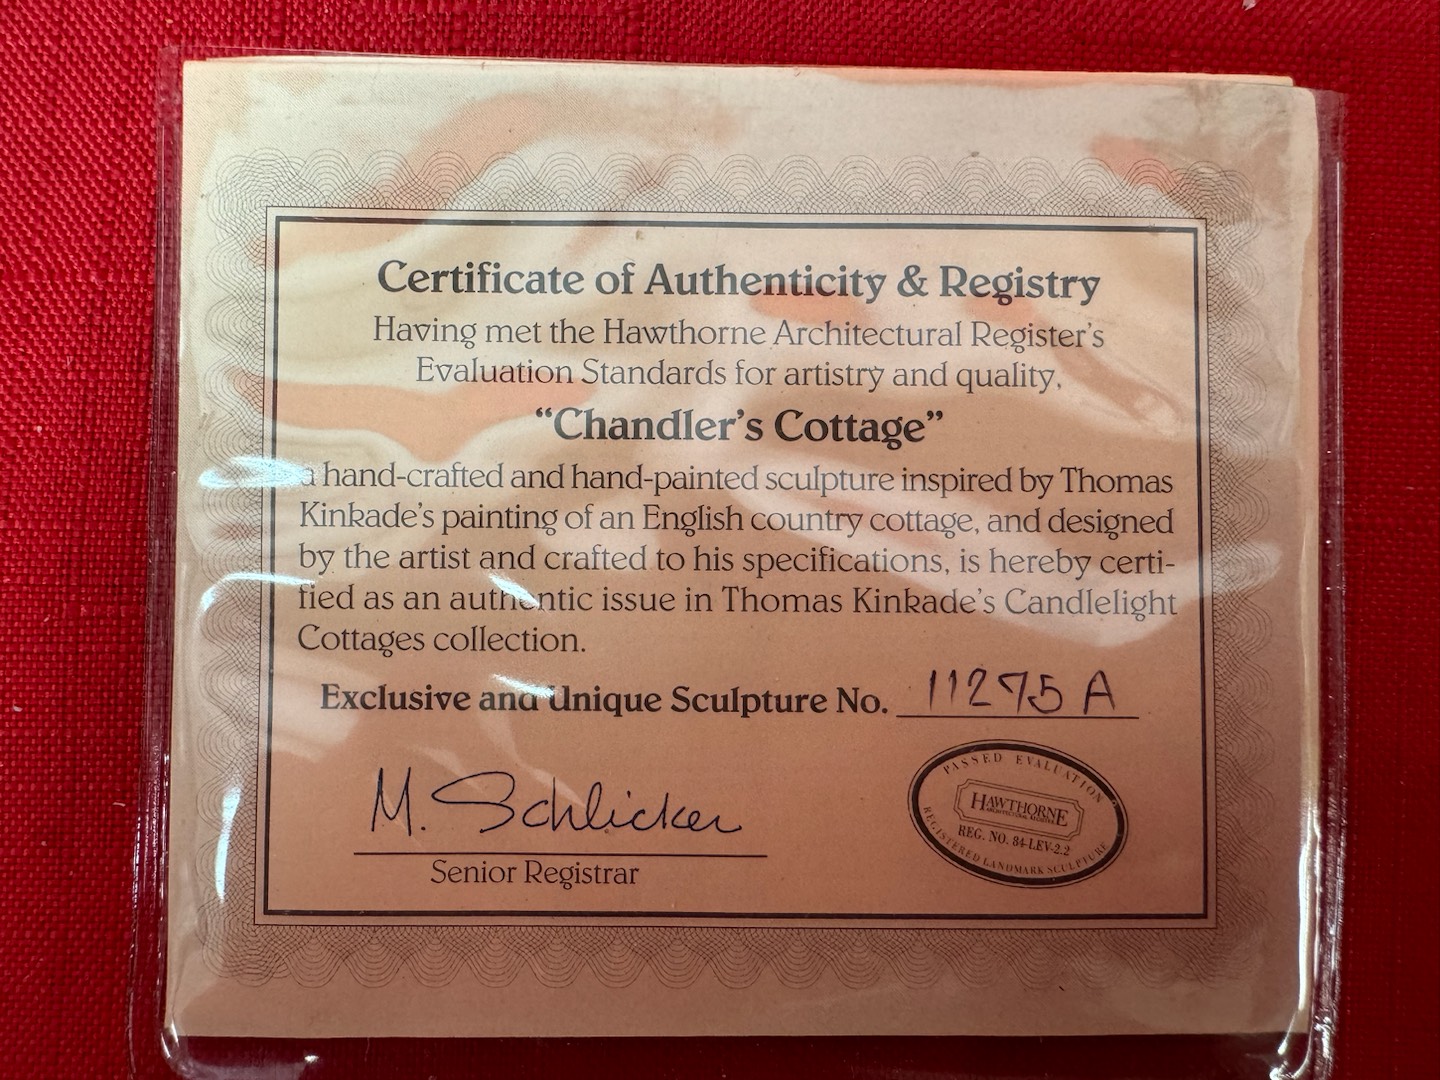 Certificate of Authenticity & Registry
Having met the Hawthorne Architectural Register's
Evaluation Standards for artistry and quality,
"Chandler's Cottage"
a hand-crafted and hand-painted sculpture inspired by Thomas
Kinkade's painting of an English country cottage, and designed
by the artist and crafted to his specifications, is hereby certi-
fied as an authentic issue in Thomas Kinkade's Candlelight
Cottages collection.
Exclusive and Unique Sculpture No. 11275 A
M. Schlicker
Senior Registrar
PASSED EVALUATION
HAWTHORNE
ARCHITECTURAL REGISTER
REG. NO. 84-LEV-2.2
REGISTERED LANDMARK SCULPTURE